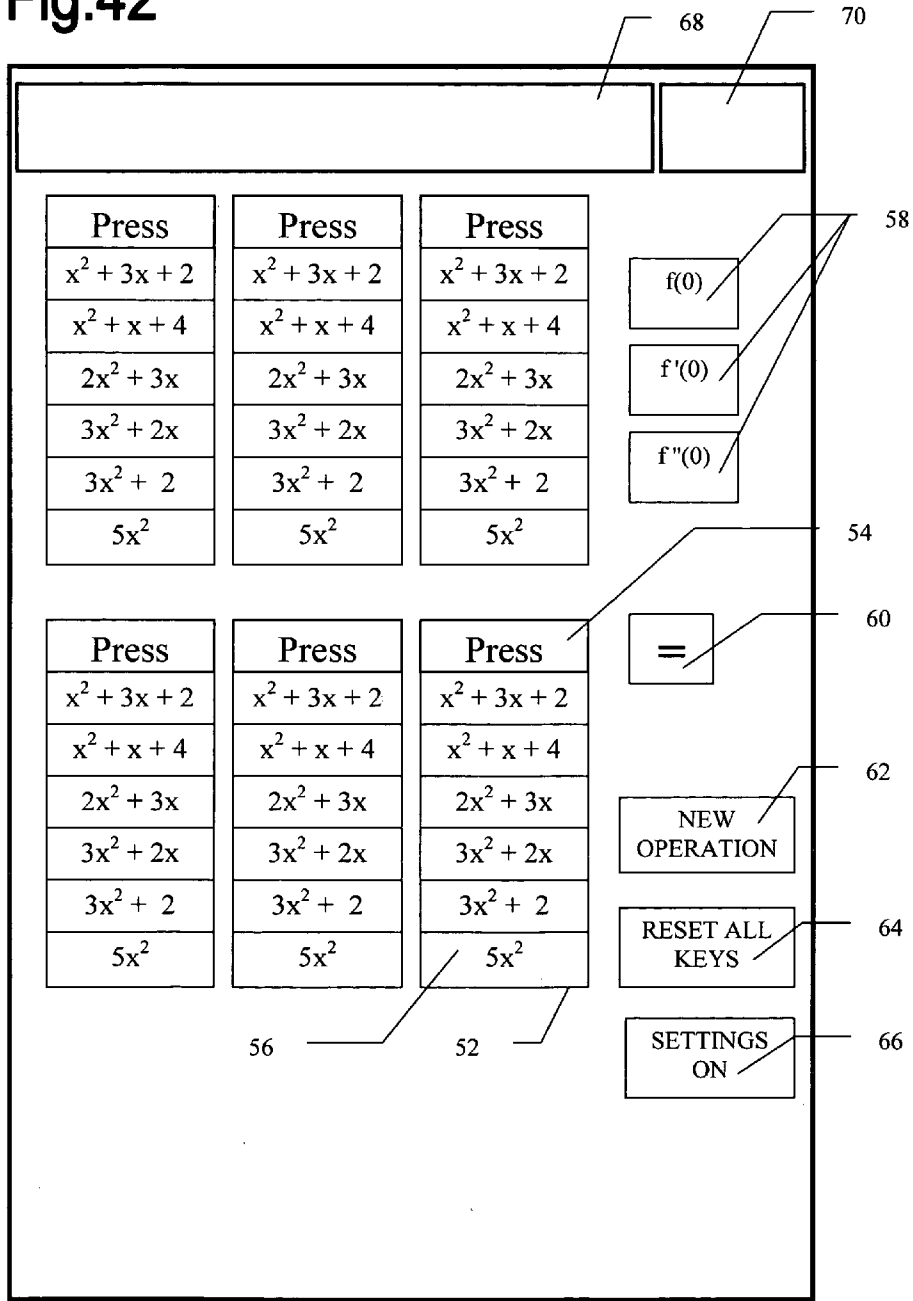 Fig.42
68
70
Press Press Press
58
x² + 3x + 2 x² + 3x + 2 x² + 3x + 2
f(0)
x² + x + 4 x² + x + 4 x² + x + 4
2x² + 3x 2x² + 3x 2x² + 3x
f'(0)
3x² + 2x 3x² + 2x 3x² + 2x
f"(0)
3x² + 2 3x² + 2 3x² + 2
5x² 5x² 5x²
54
60
Press Press Press
=
x² + 3x + 2 x² + 3x + 2 x² + 3x + 2
x² + x + 4 x² + x + 4 x² + x + 4
62
2x² + 3x 2x² + 3x 2x² + 3x
NEW
OPERATION
3x² + 2x 3x² + 2x 3x² + 2x
3x² + 2 3x² + 2 3x² + 2
RESET ALL
KEYS
64
5x² 5x² 5x²
56
52
SETTINGS
ON
66